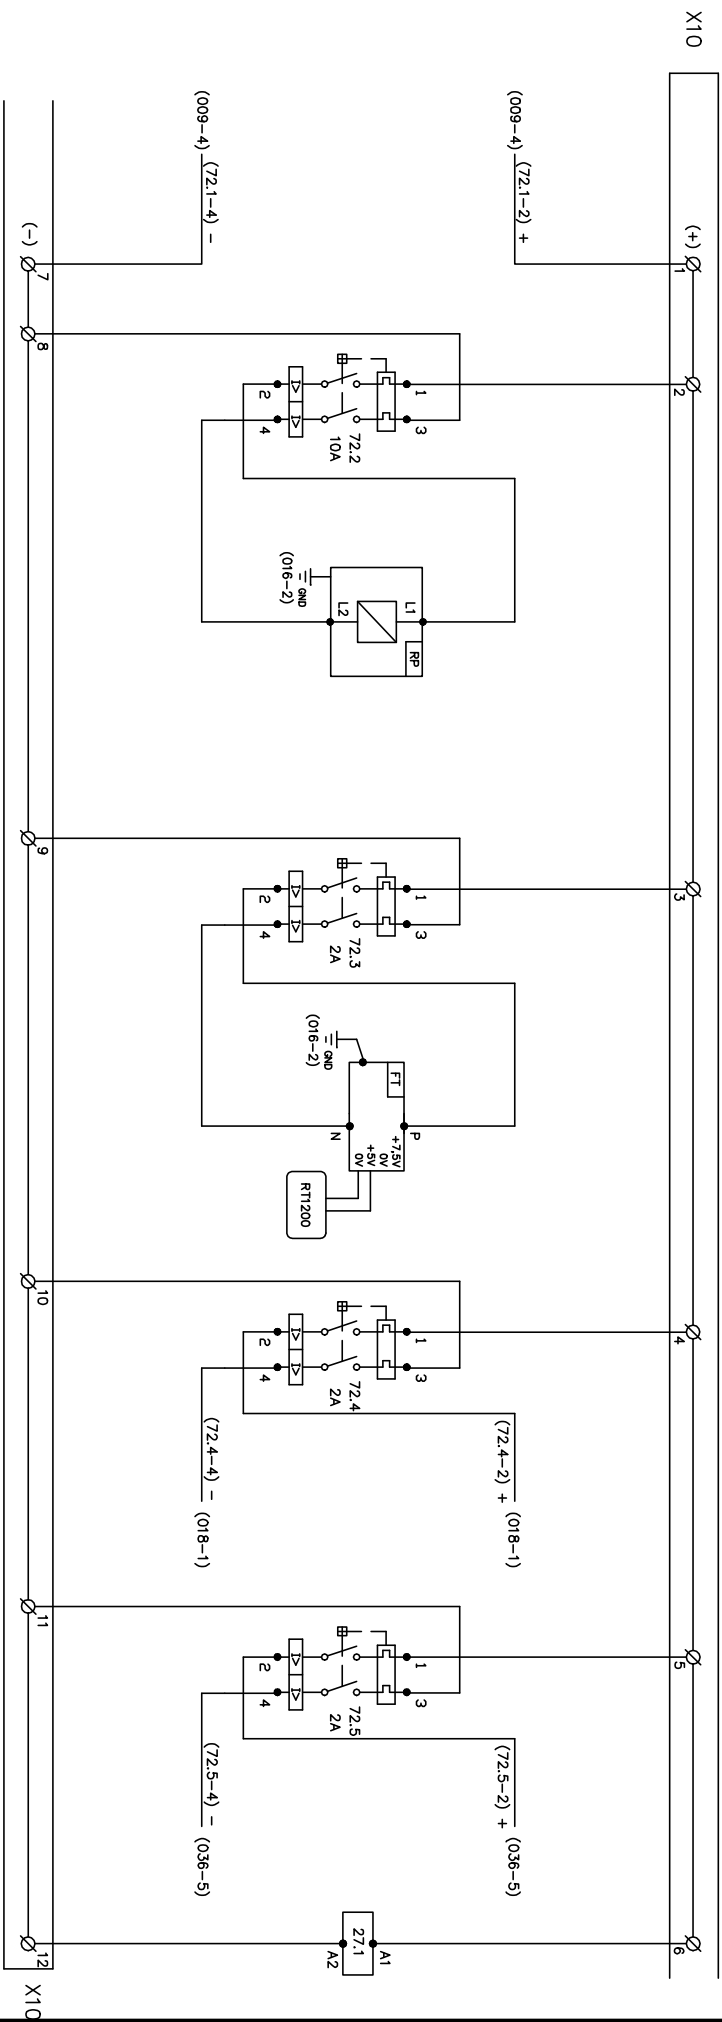 X10
(009-4)
(72.1-2) +
(+)
1
2
3
4
5
6
(009-4)
(72.1-4) -
(-)
7
8
9
10
11
12
X10
1
3
2
4
72.2
10A
L1
L2
RP
GND
(016-2)
1
3
2
4
72.3
2A
FT
GND
(016-2)
P
N
+7,5V
0V
+5V
0V
RT1200
1
3
2
4
72.4
2A
(72.4-2) + (018-1)
(72.4-4) - (018-1)
1
3
2
4
72.5
2A
(72.5-2) + (036-5)
(72.5-4) - (036-5)
A1
27.1
A2